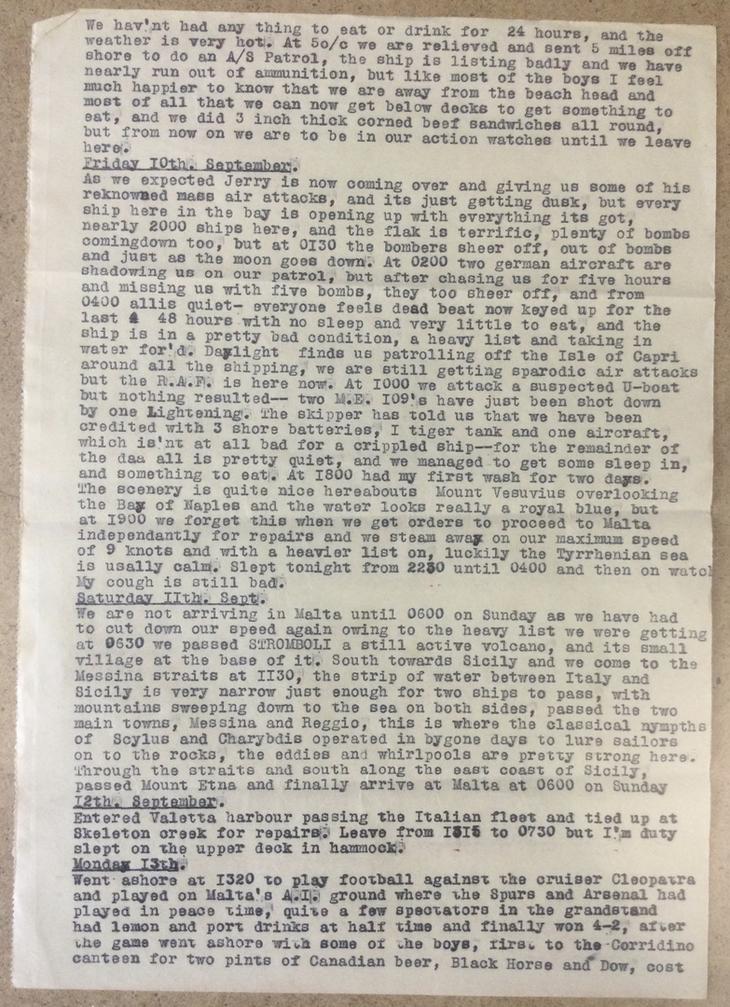 We hav'nt had any thing to eat or drink for 24 hours, and the
weather is very hot. At 5o/c we are relieved and sent 5 miles off
shore to do an A/S Patrol, the ship is listing badly and we have
nearly run out of ammunition, but like most of the boys I feel
much happier to know that we are away from the beach head and
most of all that we can now get below decks to get something to
eat, and we did 3 inch thick corned beef sandwiches all round,
but from now on we are to be in our action watches until we leave
here.
Friday I0th. September.
As we expected Jerry is now coming over and giving us some of his
reknowned mass air attacks, and its just getting dusk, but every
ship here in the bay is opening up with everything its got,
nearly 2000 ships here, and the flak is terrific, plenty of bombs
comingdown too, but at 0I30 the bombers sheer off, out of bombs
and just as the moon goes down. At 0200 two german aircraft are
shadowing us on our patrol, but after chasing us for five hours
and missing us with five bombs, they too sheer off, and from
0400 allis quiet- everyone feels dead beat now keyed up for the
last 4 48 hours with no sleep and very little to eat, and the
ship is in a pretty bad condition, a heavy list and taking in
water for'd. Daylight finds us patrolling off the Isle of Capri
around all the shipping, we are still getting sparodic air attacks
but the R.A.F. is here now. At I000 we attack a suspected U-boat
but nothing resulted-- two M.E. I09's have just been shot down
by one Lightening. The skipper has told us that we have been
credited with 3 shore batteries, I tiger tank and one aircraft,
which is'nt at all bad for a crippled ship--for the remainder of
the daa all is pretty quiet, and we managed to get some sleep in,
and something to eat. At I800 had my first wash for two days.
The scenery is quite nice hereabouts Mount Vesuvius overlooking
the Bay of Naples and the water looks really a royal blue, but
at I900 we forget this when we get orders to proceed to Malta
independantly for repairs and we steam away on our maximum speed
of 9 knots and with a heavier list on, luckily the Tyrrhenian sea
is usally calm. Slept tonight from 2230 until 0400 and then on watch
My cough is still bad.
Saturday IIth. Sept.
We are not arriving in Malta until 0600 on Sunday as we have had
to cut down our speed again owing to the heavy list we were getting
at 0630 we passed STROMBOLI a still active volcano, and its small
village at the base of it. South towards Sicily and we come to the
Messina straits at II30, the strip of water between Italy and
Sicily is very narrow just enough for two ships to pass, with
mountains sweeping down to the sea on both sides, passed the two
main towns, Messina and Reggio, this is where the classical nympths
of Scylus and Charybdis operated in bygone days to lure sailors
on to the rocks, the eddies and whirlpools are pretty strong here.
Through the straits and south along the east coast of Sicily,
passed Mount Etna and finally arrive at Malta at 0600 on Sunday
I2th. September.
Entered Valetta harbour passing the Italian fleet and tied up at
Skeleton creek for repairs. Leave from I3I5 to 0730 but I'm duty
slept on the upper deck in hammock.
Monday I3th.
Went ashore at I320 to play football against the cruiser Cleopatra
and played on Malta's A.I. ground where the Spurs and Arsenal had
played in peace time, quite a few spectators in the grandstand
had lemon and port drinks at half time and finally won 4-2, after
the game went ashore with some of the boys, first to the Corridino
canteen for two pints of Canadian beer, Black Horse and Dow, cost